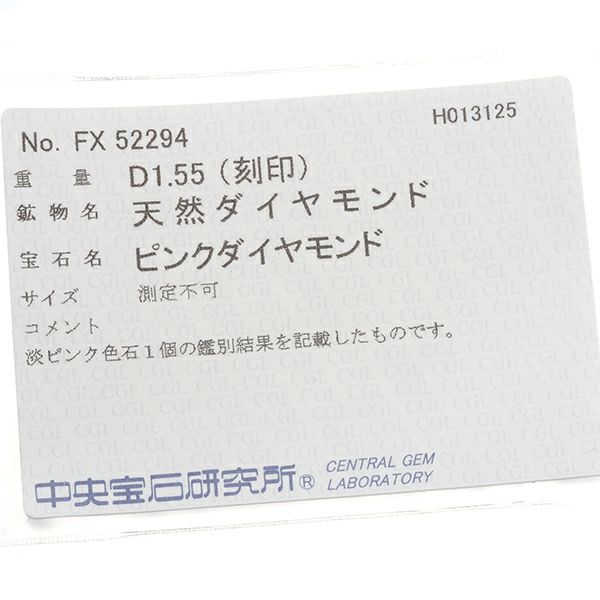 H013125
No. FX 52294
重量 D1.55 (刻印)
鉱物名 天然ダイヤモンド
宝石名 ピンクダイヤモンド
サイズ 測定不可
コメント
淡ピンク色石1個の鑑別結果を記載したものです。
中央宝石研究所® CENTRAL GEM
LABORATORY